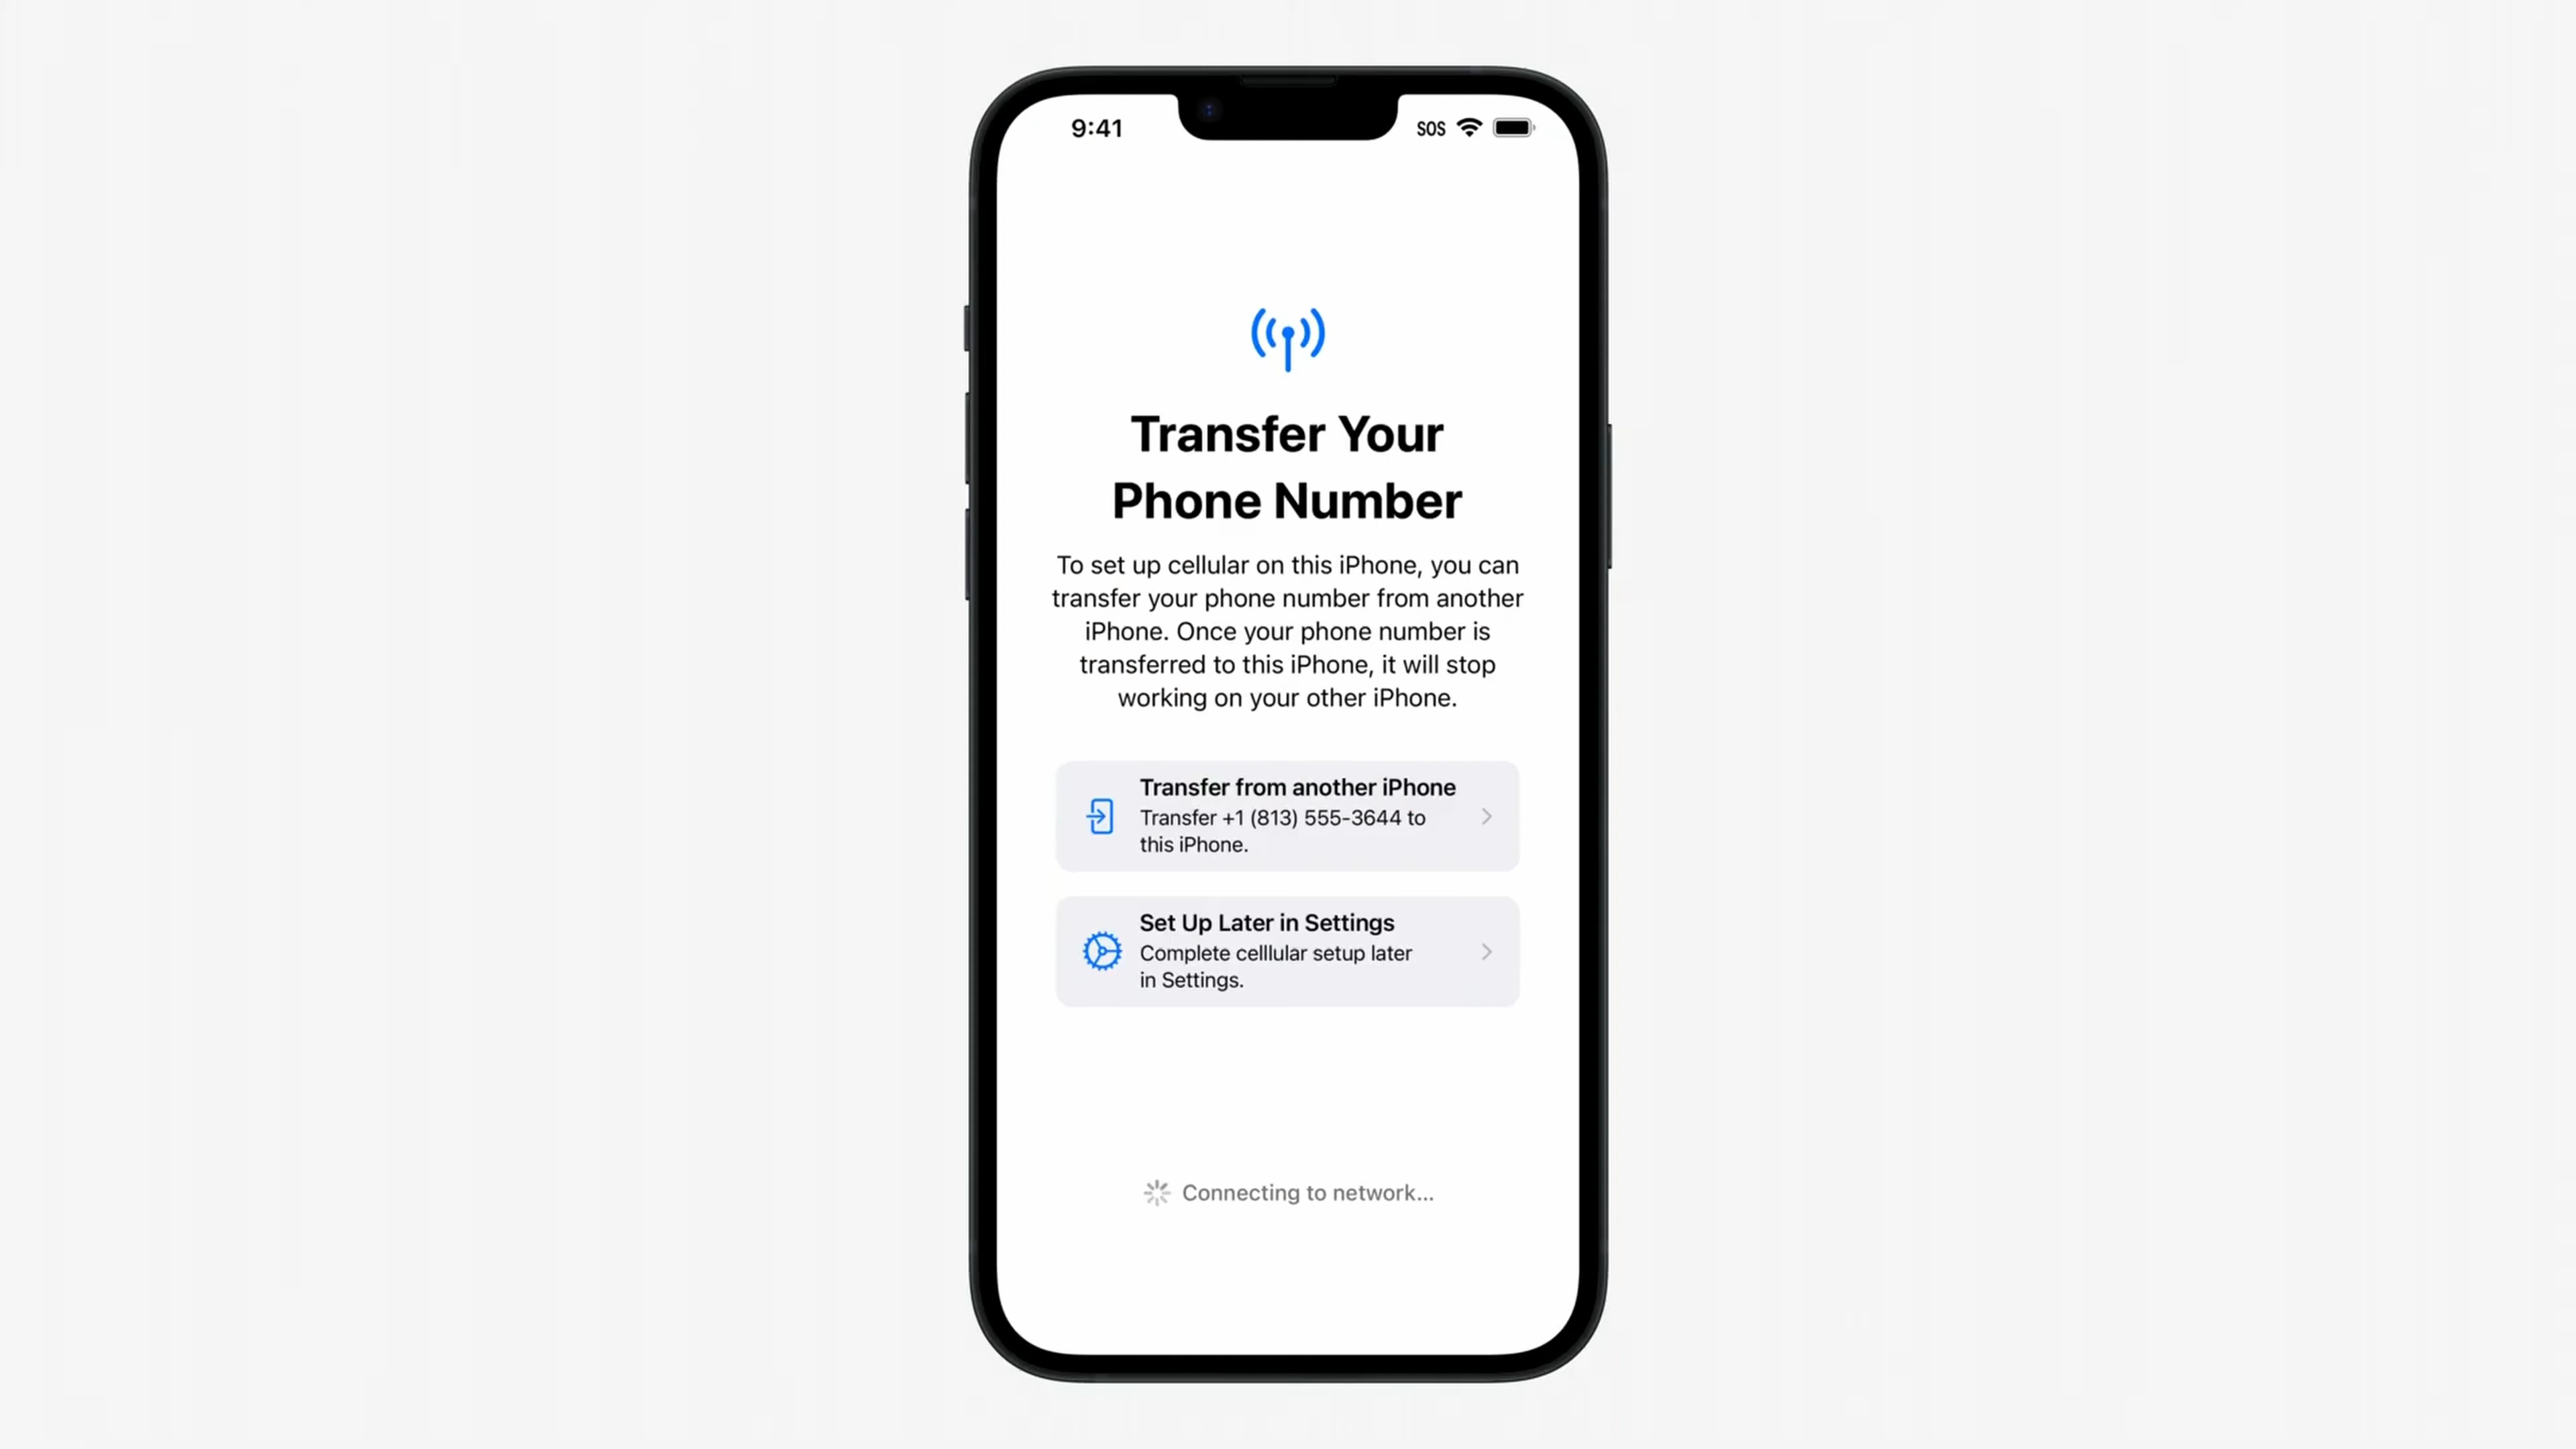 9:41
SOS
Transfer Your
Phone Number
To set up cellular on this iPhone, you can
transfer your phone number from another
iPhone. Once your phone number is
transferred to this iPhone, it will stop
working on your other iPhone.
Transfer from another iPhone
Transfer +1 (813) 555-3644 to
this iPhone.
Set Up Later in Settings
Complete celllular setup later
in Settings.
Connecting to network...